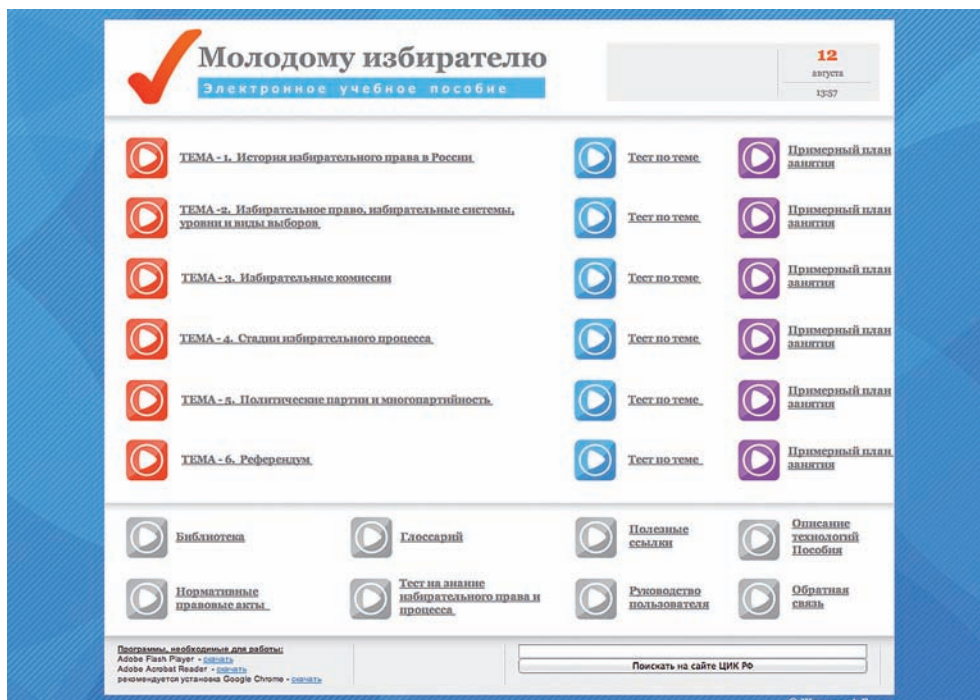 Молодому избирателю
Электронное учебное пособие
12
августа
13:57
ТЕМА - 1. История избирательного права в России
Тест по теме
Примерный план
занятия
ТЕМА -2. Избирательное право, избирательные системы,
уровни и виды выборов
Тест по теме
Примерный план
занятия
ТЕМА - 3. Избирательные комиссии
Тест по теме
Примерный план
занятия
ТЕМА - 4. Стадии избирательного процесса
Тест по теме
Примерный план
занятия
ТЕМА - 5. Политические партии и многопартийность
Тест по теме
Примерный план
занятия
ТЕМА - 6. Референдум
Тест по теме
Примерный план
занятия
Библиотека
Глоссарий
Полезные
ссылки
Описание
технологий
Пособия
Нормативные
правовые акты
Тест на знание
избирательного права и
процесса
Руководство
пользователя
Обратная
связь
Программы, необходимые для работы:
Adobe Flash Player - скачать
Adobe Acrobat Reader - скачать
рекомендуется установка Google Chrome - скачать
Поискать на сайте ЦИК РФ